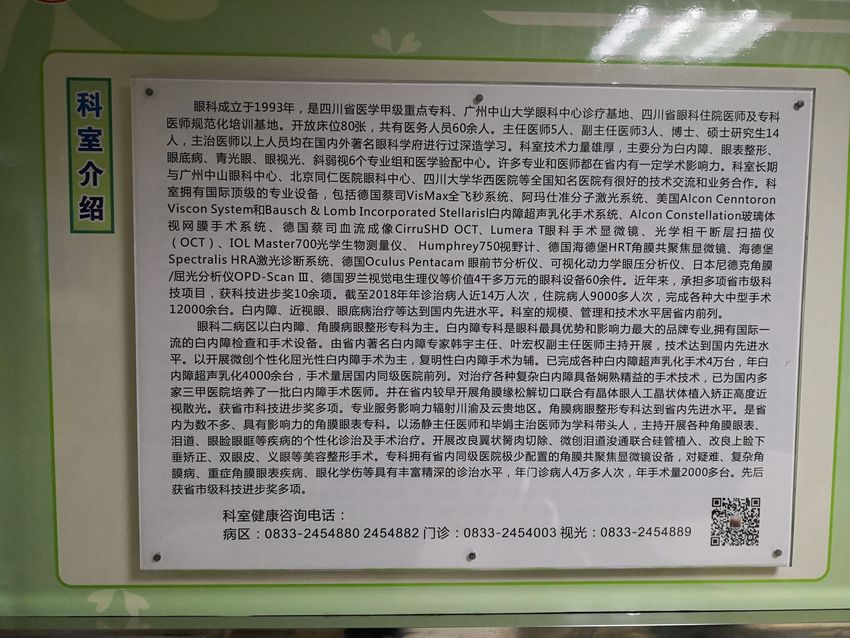 科室介绍
眼科成立于1993年，是四川省医学甲级重点专科、广州中山大学眼科中心诊疗基地、四川省眼科住院医师及专科
医师规范化培训基地。开放床位80张，共有医务人员60余人。主任医师5人、副主任医师3人、博士、硕士研究生14
人，主治医师以上人员均在国内外著名眼科学府进行过深造学习。科室技术力量雄厚，主要分为白内障、眼表整形、
眼底病、青光眼、眼视光、斜弱视6个专业组和医学验配中心。许多专业和医师都在省内有一定学术影响力。科室长期
与广州中山眼科中心、北京同仁医院眼科中心、四川大学华西医院等全国知名医院有很好的技术交流和业务合作。科
室拥有国际顶级的专业设备，包括德国蔡司VisMax全飞秒系统、阿玛仕准分子激光系统、美国Alcon Cenntoron
Viscon System和Bausch & Lomb Incorporated Stellarisl白内障超声乳化手术系统、Alcon Constellation玻璃体
视网膜手术系统、德国蔡司血流成像CirruSHD OCT、Lumera T眼科手术显微镜、光学相干断层扫描仪
（OCT）、IOL Master700光学生物测量仪、 Humphrey750视野计、德国海德堡HRT角膜共聚焦显微镜、海德堡
Spectralis HRA激光诊断系统、德国Oculus Pentacam 眼前节分析仪、可视化动力学眼压分析仪、日本尼德克角膜
/屈光分析仪OPD-Scan III、德国罗兰视觉电生理仪等价值4千多万元的眼科设备60余件。近年来，承担多项省市级科
技项目，获科技进步奖10余项。截至2018年年诊治病人近14万人次，住院病人9000多人次，完成各种大中型手术
12000余台。白内障、近视眼、眼底病治疗等达到国内先进水平。科室的规模、管理和技术水平居省内前列。
眼科二病区以白内障、角膜病眼整形专科为主。白内障专科是眼科最具优势和影响力最大的品牌专业，拥有国际一
流的白内障检查和手术设备。由省内著名白内障专家韩宇主任、叶宏权副主任医师主持开展，技术达到国内先进水
平。以开展微创个性化屈光性白内障手术为主，复明性白内障手术为辅。已完成各种白内障超声乳化手术4万台，年白
内障超声乳化4000余台，手术量居国内同级医院前列。对治疗各种复杂白内障具备娴熟精益的手术技术，已为国内多
家三甲医院培养了一批白内障手术医师。并在省内较早开展角膜缘松解切口联合有晶体眼人工晶状体植入矫正高度近
视散光。获省市科技进步奖多项。专业服务影响力辐射川渝及云贵地区。角膜病眼整形专科达到省内先进水平。是省
内为数不多、具有影响力的角膜眼表专科。以汤静主任医师和毕娟主治医师为学科带头人，主持开展各种角膜眼表、
泪道、眼睑眼眶等疾病的个性化诊治及手术治疗。开展改良翼状胬肉切除、微创泪道浚通联合硅管植入、改良上睑下
垂矫正、双眼皮、义眼等美容整形手术。专科拥有省内同级医院极少配置的角膜共聚焦显微镜设备，对疑难、复杂角
膜病、重症角膜眼表疾病、眼化学伤等具有丰富精深的诊治水平，年门诊病人4万多人次，年手术量2000多台。先后
获省市级科技进步奖多项。
科室健康咨询电话：
病区：0833-2454880 2454882 门诊：0833-2454003 视光：0833-2454889